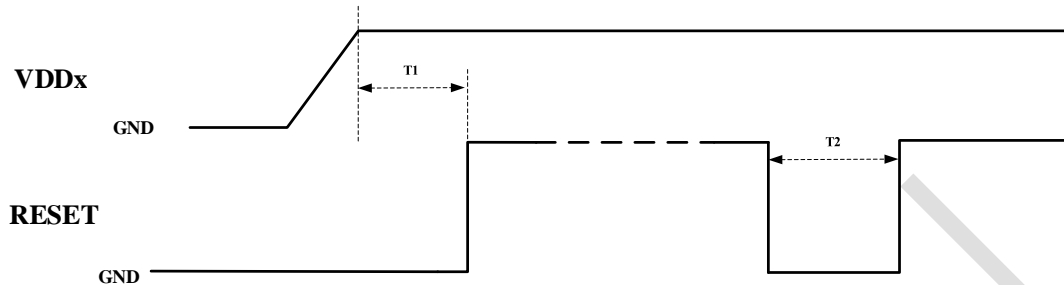 T1
VDDx
GND
T2
RESET
GND